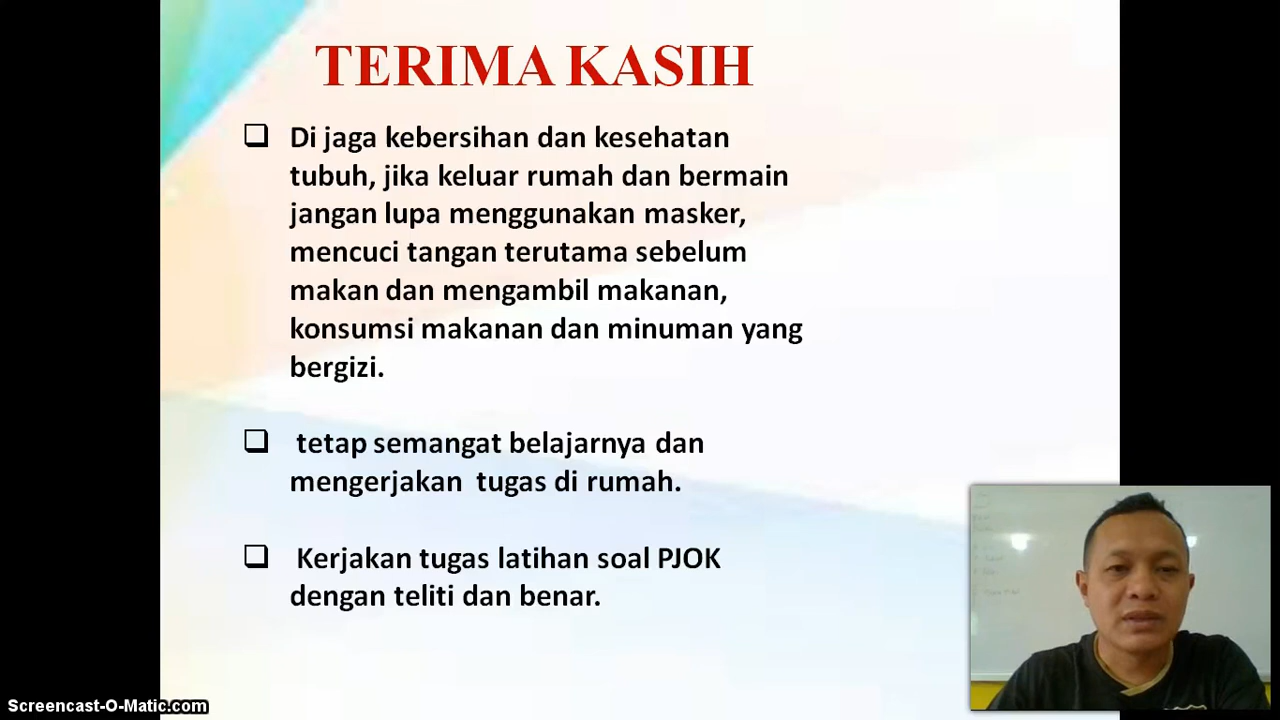 TERIMA KASIH
Di jaga kebersihan dan kesehatan
tubuh, jika keluar rumah dan bermain
jangan lupa menggunakan masker,
mencuci tangan terutama sebelum
makan dan mengambil makanan,
konsumsi makanan dan minuman yang
bergizi.
tetap semangat belajarnya dan
mengerjakan tugas di rumah.
Kerjakan tugas latihan soal PJOK
dengan teliti dan benar.
Screencast-O-Matic.com